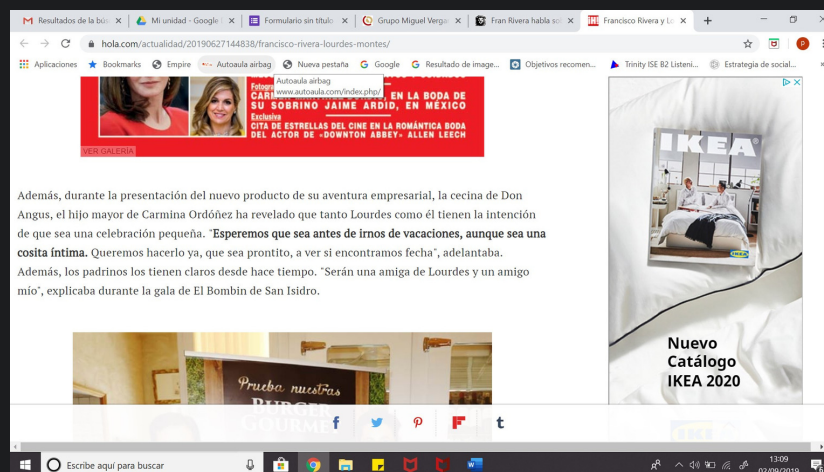 Resultados de la bús
Mi unidad - Google
Formulario sin título
Grupo Miguel Vergar
Fran Rivera habla so
Francisco Rivera y L
hola.com/actualidad/20190627144838/francisco-rivera-lourdes-montes/
Aplicaciones
Bookmarks
Empire
Autoaula airbag
Nueva pestaña
Google
Resultado de image...
Objetivos recomen...
Trinity ISE B2 Listeni...
Estrategia de social...
Autoaula airbag
www.autoaula.com/index.php/
EN LA BODA DE
SU SOBRINO JAIME ARDID, EN MÉXICO
Exclusiva
CITA DE ESTRELLAS DEL CINE EN LA ROMÁNTICA BODA
DEL ACTOR DE «DOWNTON ABBEY» ALLEN LEECH
VER GALERÍA
Además, durante la presentación del nuevo producto de su aventura empresarial, la cecina de Don
Angus, el hijo mayor de Carmina Ordóñez ha revelado que tanto Lourdes como él tienen la intención
de que sea una celebración pequeña. "Esperemos que sea antes de irnos de vacaciones, aunque sea una
cosita íntima. Queremos hacerlo ya, que sea prontito, a ver si encontramos fecha", adelantaba.
Además, los padrinos los tienen claros desde hace tiempo. "Serán una amiga de Lourdes y un amigo
mío", explicaba durante la gala de El Bombin de San Isidro.
IKEA
IKEA
Nuevo
Catálogo
IKEA 2020
Prueba nuestras
BURGER
GOURMET
Escribe aquí para buscar
13:09
02/09/2019